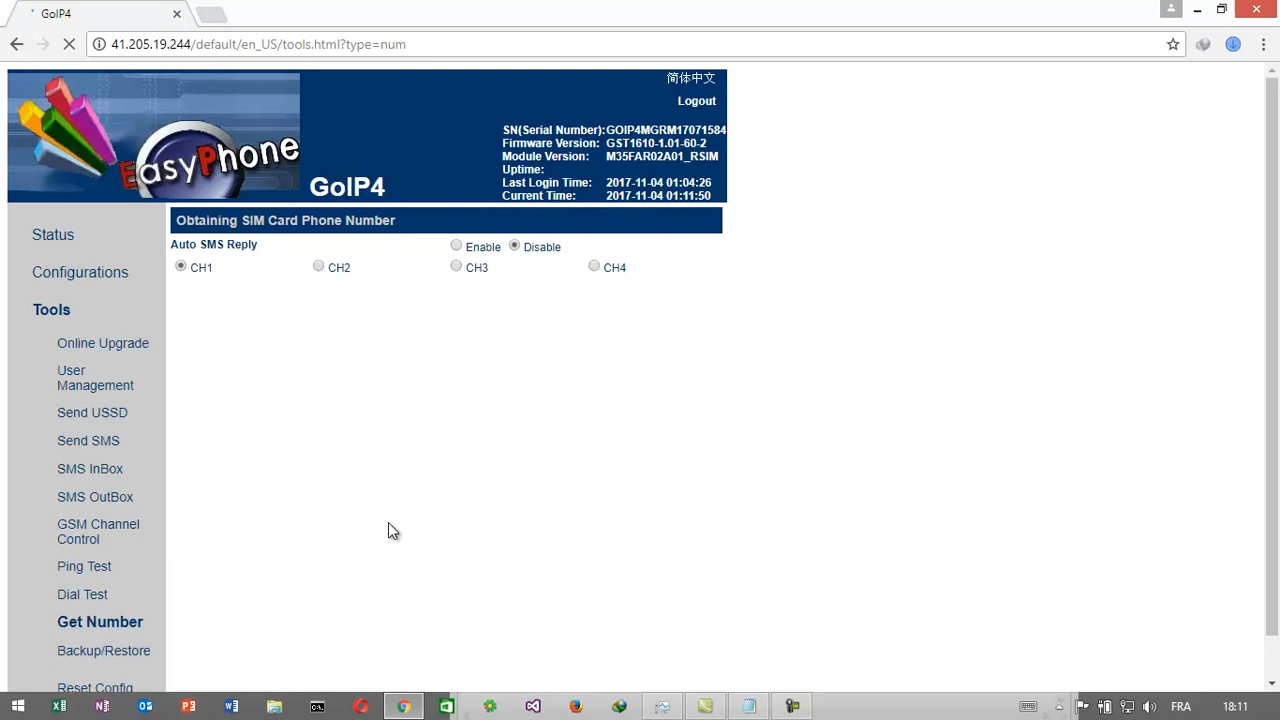 GoIP4
41.205.19.244/default/en_US/tools.html?type=num
简体中文
Logout
EasyPhone
GoIP4
SN(Serial Number):GOIP4MGRM17071584
Firmware Version: GST1610-1.01-60-2
Module Version: M35FAR02A01_RSIM
Uptime:
Last Login Time: 2017-11-04 01:04:26
Current Time: 2017-11-04 01:11:50
Status
Configurations
Tools
Online Upgrade
User
Management
Send USSD
Send SMS
SMS InBox
SMS OutBox
GSM Channel
Control
Ping Test
Dial Test
Get Number
Backup/Restore
Reset Config
Obtaining SIM Card Phone Number
Auto SMS Reply Enable Disable
CH1 CH2 CH3 CH4
FRA 18:11